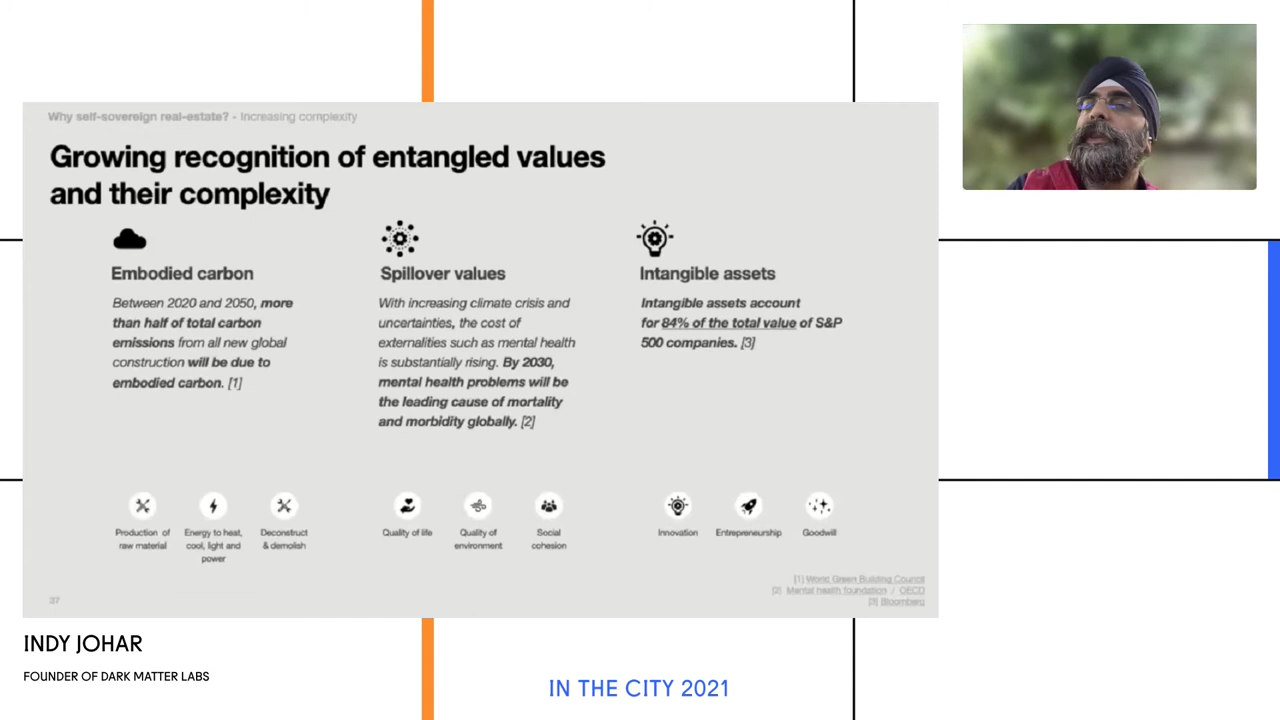 Why self-sovereign real-estate? - Increasing complexity
Growing recognition of entangled values
and their complexity
Embodied carbon
Between 2020 and 2050, more
than half of total carbon
emissions from all new global
construction will be due to
embodied carbon. [1]
Spillover values
With increasing climate crisis and
uncertainties, the cost of
externalities such as mental health
is substantially rising. By 2030,
mental health problems will be
the leading cause of mortality
and morbidity globally. [2]
Intangible assets
Intangible assets account
for 84% of the total value of S&P
500 companies. [3]
Production of
raw material
Energy to heat,
cool, light and
power
Deconstruct
& demolish
Quality of life
Quality of
environment
Social
cohesion
Innovation
Entrepreneurship
Goodwill
[1] World Green Building Council
[2] Mental health foundation / OECD
[3] Bloomberg
37
INDY JOHAR
FOUNDER OF DARK MATTER LABS
IN THE CITY 2021